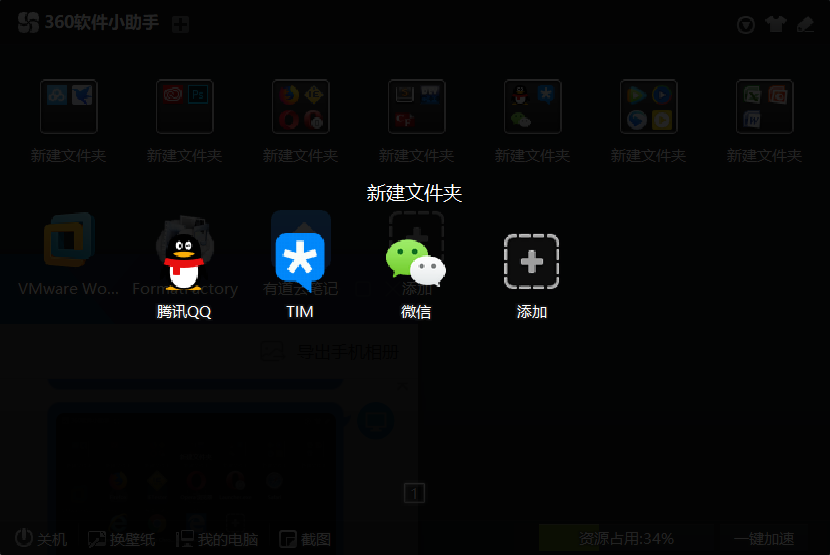 360软件小助手
新建文件夹 新建文件夹 新建文件夹 新建文件夹 新建文件夹 新建文件夹 新建文件夹
新建文件夹
VMware Wo... FormatFactory 有道云笔记 添加
腾讯QQ TIM 微信 添加
导出手机相册
1
关机 换壁纸 我的电脑 截图 资源占用:34% 一键加速